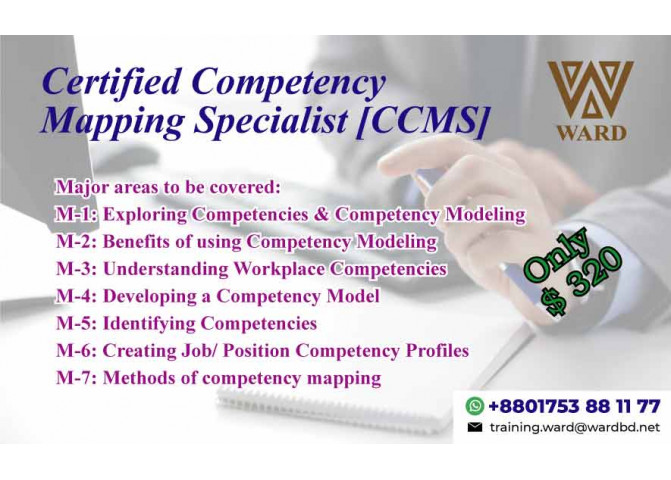 Certified Competency
Mapping Specialist [CCMS]
WARD
Major areas to be covered:
M-1: Exploring Competencies & Competency Modeling
M-2: Benefits of using Competency Modeling
M-3: Understanding Workplace Competencies
M-4: Developing a Competency Model
M-5: Identifying Competencies
M-6: Creating Job/ Position Competency Profiles
M-7: Methods of competency mapping
Only
$ 320
+8801753 88 11 77
training.ward@wardbd.net